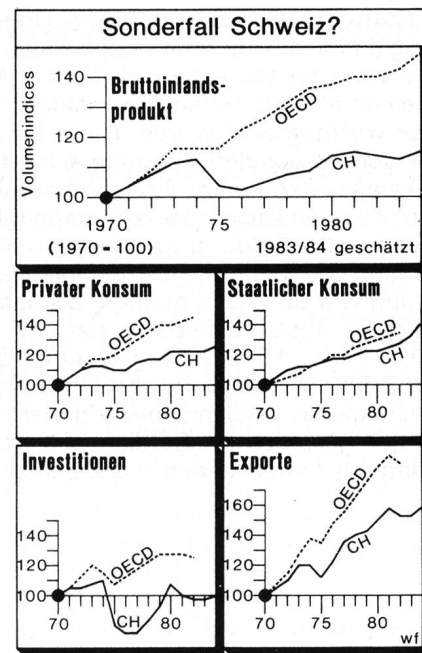 Sonderfall Schweiz?
Volumenindices
140
120
100
Bruttoinlands-
produkt
OECD
CH
1970 75 1980
(1970=100) 1983/84 geschätzt
Privater Konsum
140
120
100
OECD
CH
70 75 80
Staatlicher Konsum
140
120
100
OECD
CH
70 75 80
Investitionen
140
120
100
OECD
CH
70 75 80
Exporte
160
140
120
100
OECD
CH
70 75 80
wf